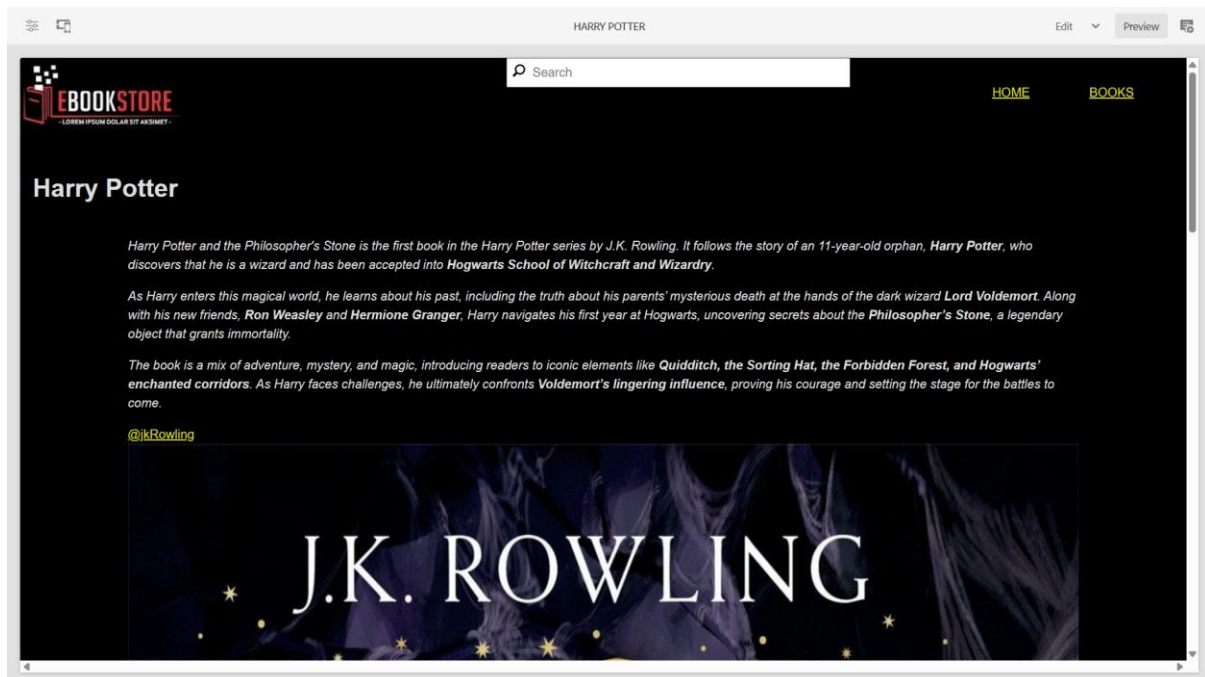 HARRY POTTER
Edit
Preview
Search
EBOOKSTORE
- LOREM IPSUM DOLAR SIT AKSIMET -
HOME
BOOKS
Harry Potter
Harry Potter and the Philosopher's Stone is the first book in the Harry Potter series by J.K. Rowling. It follows the story of an 11-year-old orphan, Harry Potter, who
discovers that he is a wizard and has been accepted into Hogwarts School of Witchcraft and Wizardry.
As Harry enters this magical world, he learns about his past, including the truth about his parents’ mysterious death at the hands of the dark wizard Lord Voldemort. Along
with his new friends, Ron Weasley and Hermione Granger, Harry navigates his first year at Hogwarts, uncovering secrets about the Philosopher’s Stone, a legendary
object that grants immortality.
The book is a mix of adventure, mystery, and magic, introducing readers to iconic elements like Quidditch, the Sorting Hat, the Forbidden Forest, and Hogwarts’
enchanted corridors. As Harry faces challenges, he ultimately confronts Voldemort’s lingering influence, proving his courage and setting the stage for the battles to
come.
@jkRowling
J.K. ROWLING